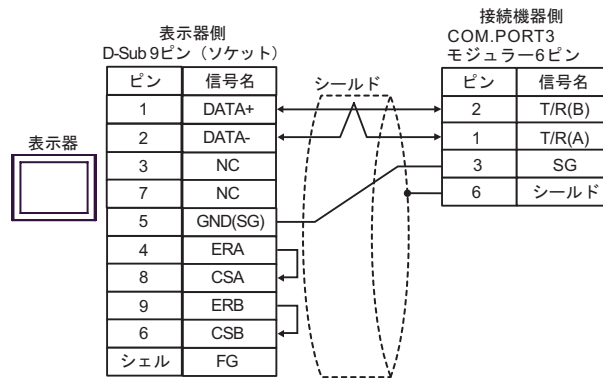 表示器側
D-Sub 9ピン（ソケット）
ピン 信号名
1 DATA+
2 DATA-
3 NC
7 NC
5 GND(SG)
4 ERA
8 CSA
9 ERB
6 CSB
シェル FG
表示器
シールド
接続機器側
COM.PORT3
モジュラー6ピン
ピン 信号名
2 T/R(B)
1 T/R(A)
3 SG
6 シールド